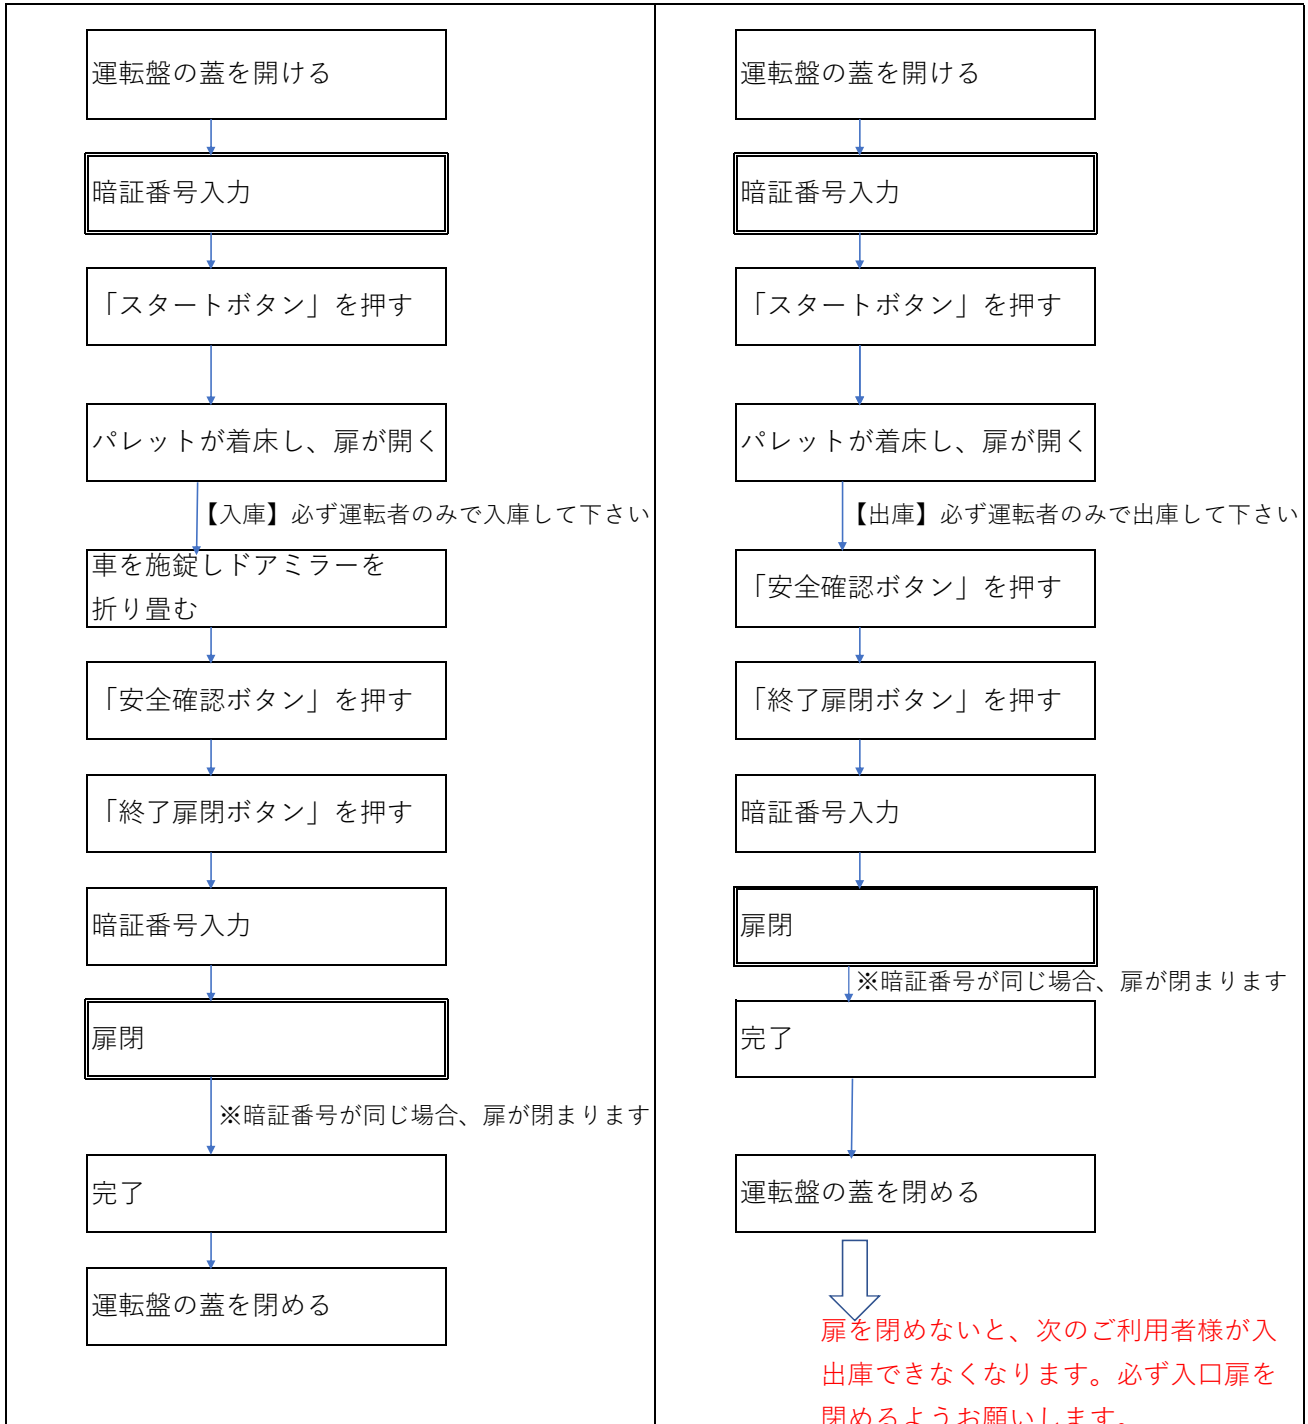 運転盤の蓋を開ける
暗証番号入力
「スタートボタン」を押す
パレットが着床し、扉が開く
【入庫】必ず運転者のみで入庫して下さい
車を施錠しドアミラーを
折り畳む
「安全確認ボタン」を押す
「終了扉閉ボタン」を押す
暗証番号入力
扉閉
※暗証番号が同じ場合、扉が閉まります
完了
運転盤の蓋を閉める
運転盤の蓋を開ける
暗証番号入力
「スタートボタン」を押す
パレットが着床し、扉が開く
【出庫】必ず運転者のみで出庫して下さい
「安全確認ボタン」を押す
「終了扉閉ボタン」を押す
暗証番号入力
扉閉
※暗証番号が同じ場合、扉が閉まります
完了
運転盤の蓋を閉める
扉を閉めないと、次のご利用者様が入
出庫できなくなります。必ず入口扉を
閉めるようお願いします。